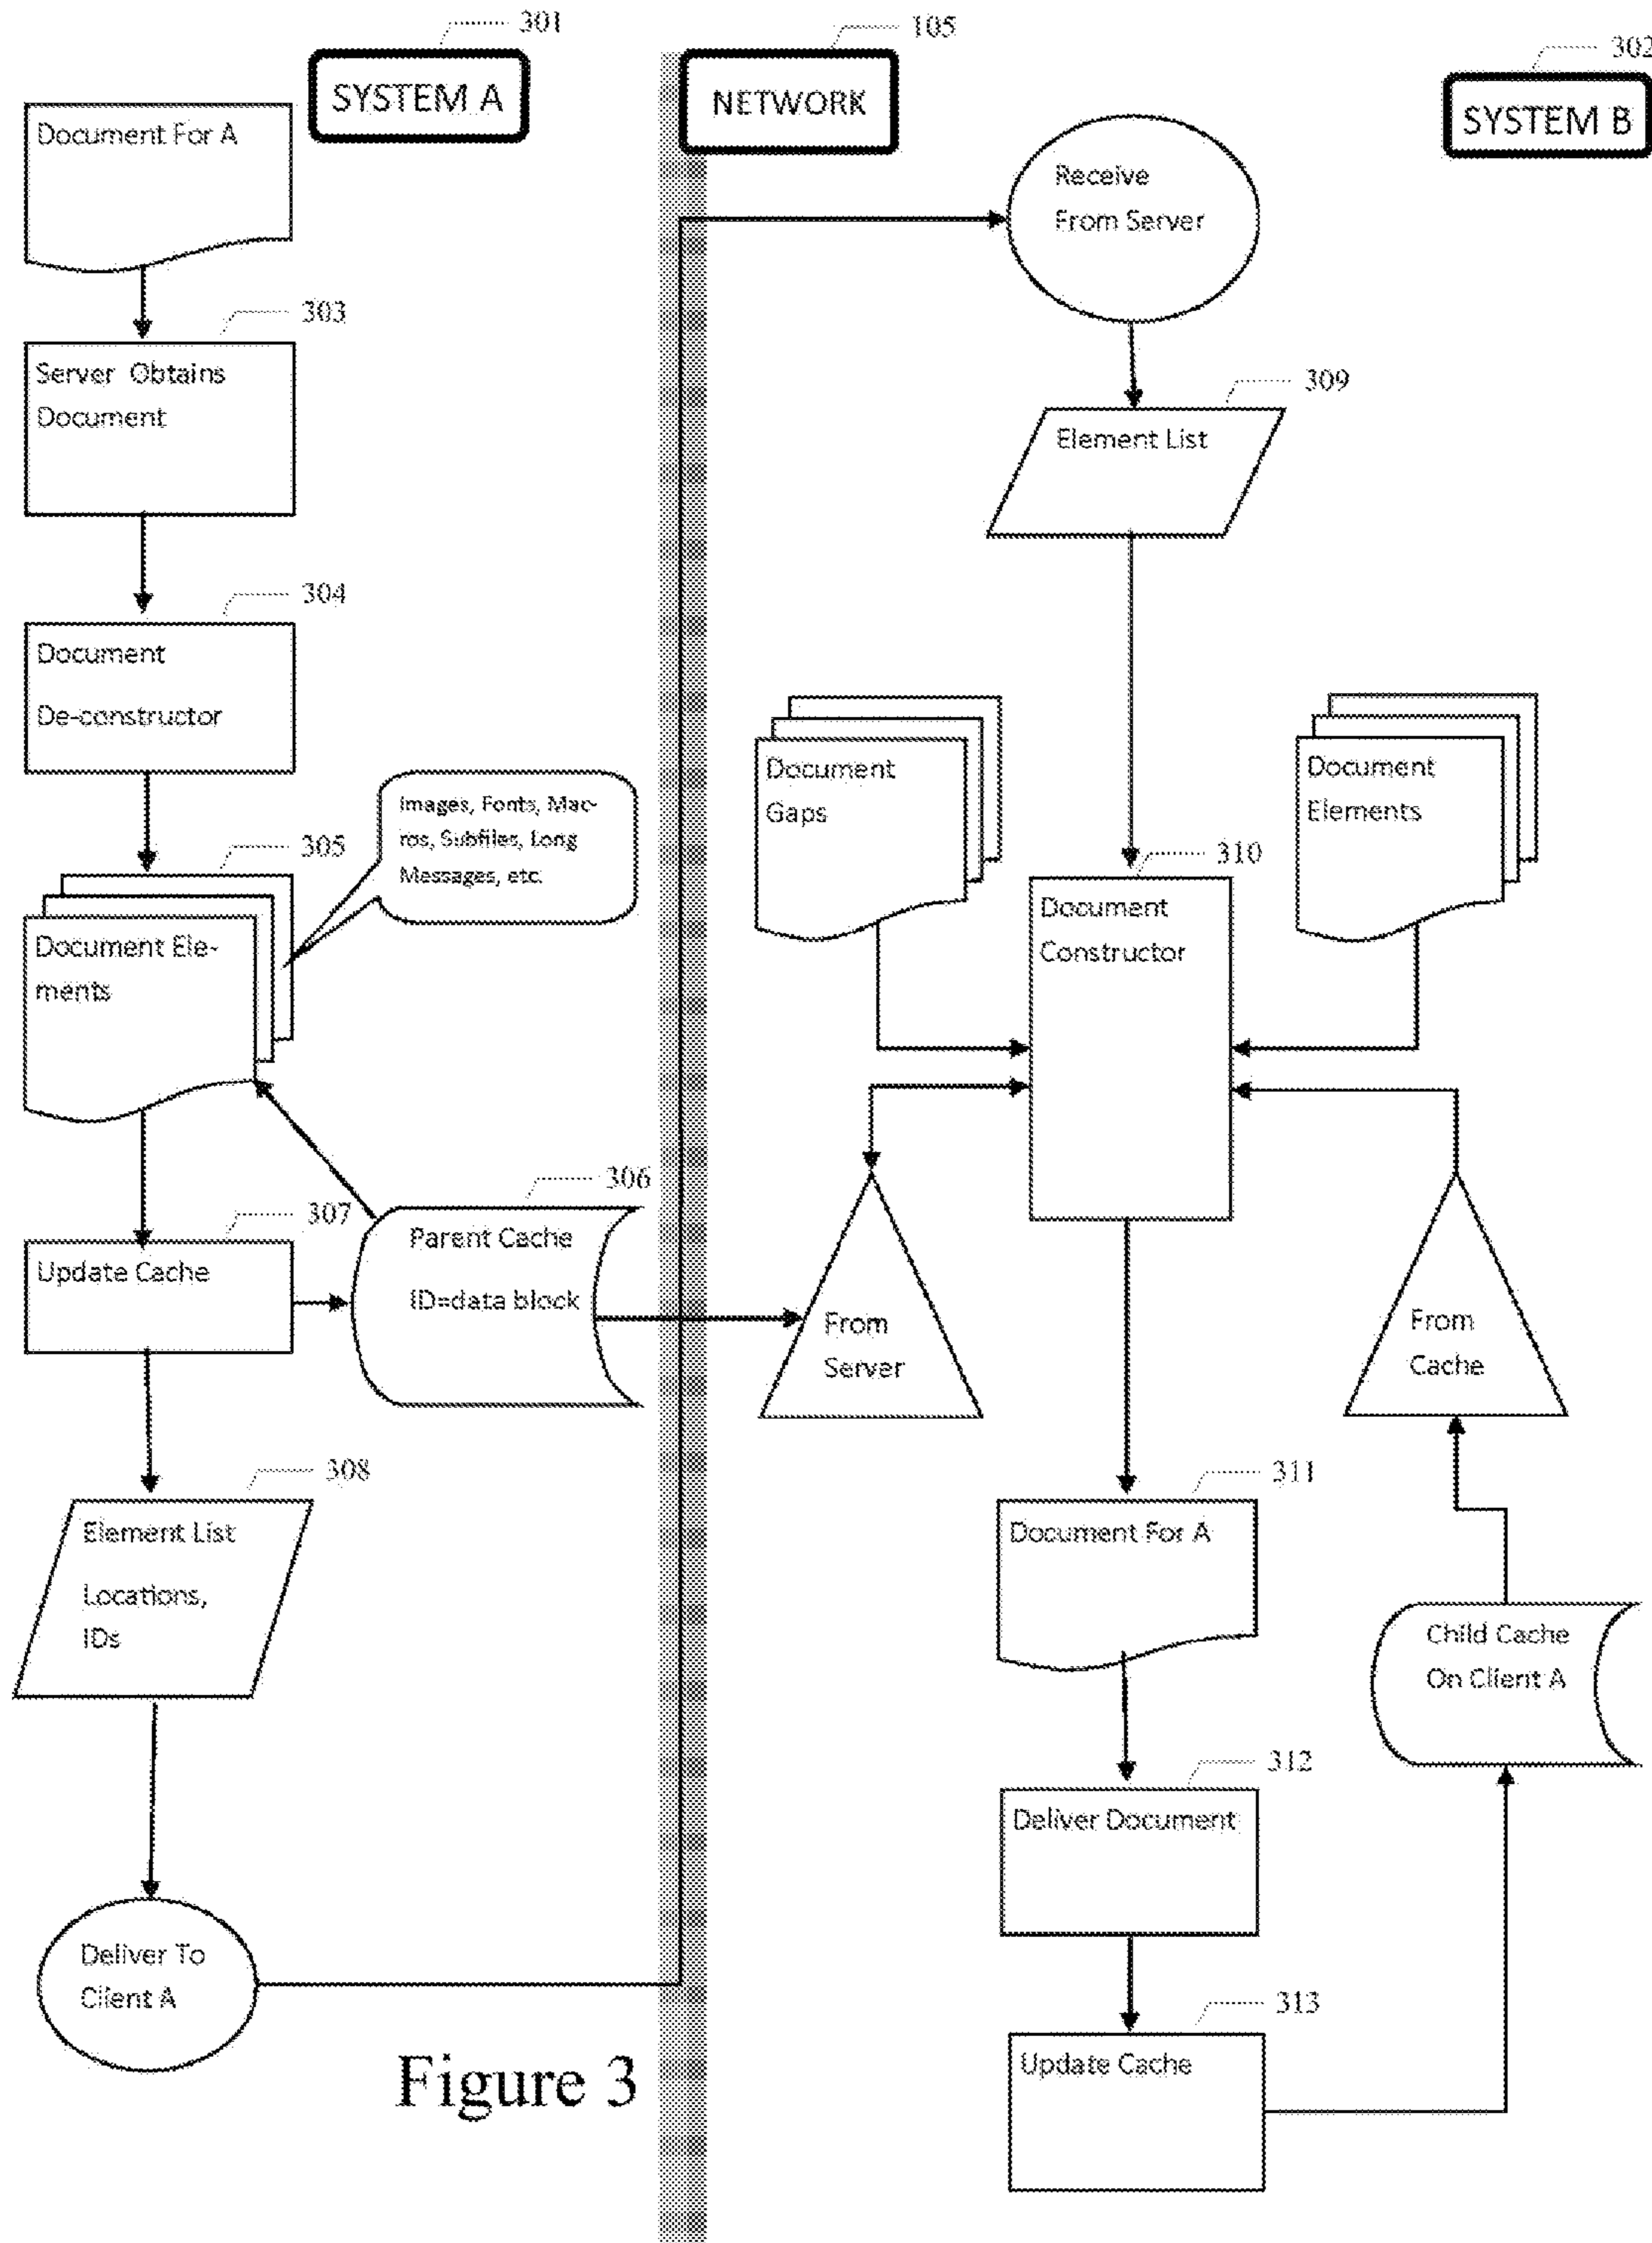 301
SYSTEM A
105
NETWORK
302
SYSTEM B
Document For A
303
Server Obtains
Document
304
Document
De-constructor
305
Images, Fonts, Mac-
ros, Subfiles, Long
Messages, etc.
Document Ele-
ments
306
Parent Cache
ID=data block
307
Update Cache
308
Element List
Locations,
IDs
Deliver To
Client A
Receive
From Server
309
Element List
Document
Gaps
Document
Elements
310
Document
Constructor
From
Server
From
Cache
311
Document For A
Child Cache
On Client A
312
Deliver Document
313
Update Cache
Figure 3